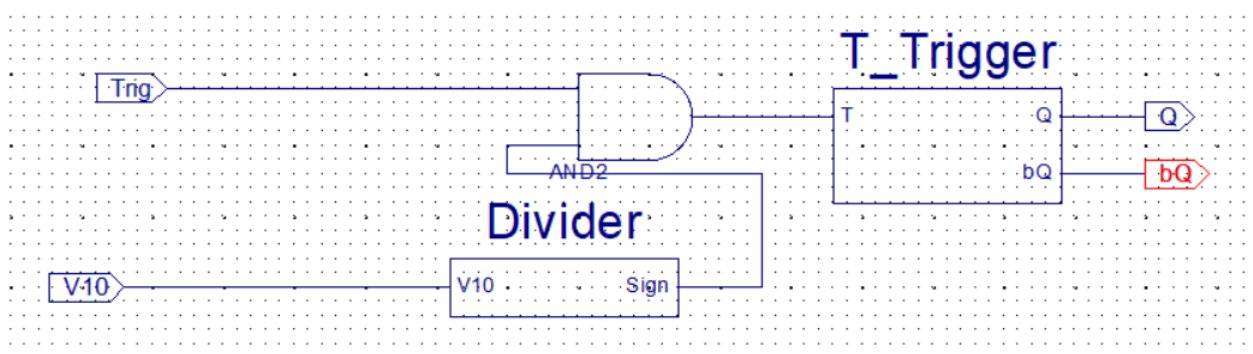 T_Trigger
Trig
T
Q
Q
AND2
bQ
bQ
Divider
V10
V10
Sign